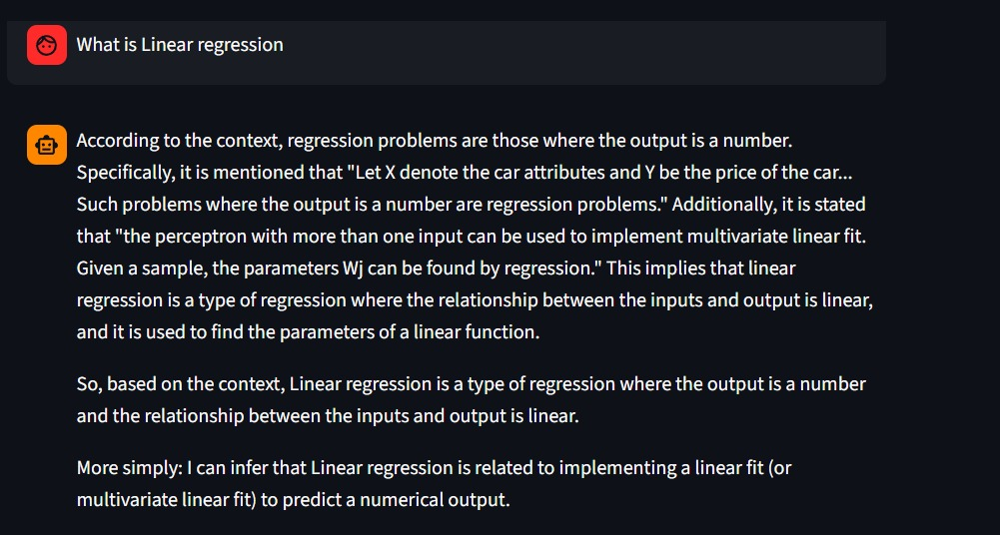 What is Linear regression
According to the context, regression problems are those where the output is a number.
Specifically, it is mentioned that "Let X denote the car attributes and Y be the price of the car...
Such problems where the output is a number are regression problems." Additionally, it is stated
that "the perceptron with more than one input can be used to implement multivariate linear fit.
Given a sample, the parameters Wj can be found by regression." This implies that linear
regression is a type of regression where the relationship between the inputs and output is linear,
and it is used to find the parameters of a linear function.
So, based on the context, Linear regression is a type of regression where the output is a number
and the relationship between the inputs and output is linear.
More simply: I can infer that Linear regression is related to implementing a linear fit (or
multivariate linear fit) to predict a numerical output.